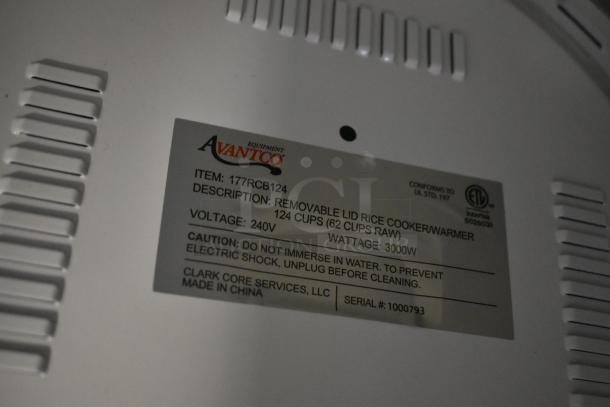 AVANTCO
EQUIPMENT
CONFORMS TO
UL STD. 197
ETL
Intertek
ITEM: 177RCB124
DESCRIPTION: REMOVABLE LID RICE COOKER/WARMER
124 CUPS (62 CUPS RAW)
VOLTAGE: 240V
WATTAGE: 3000W
CAUTION: DO NOT IMMERSE IN WATER. TO PREVENT
ELECTRIC SHOCK, UNPLUG BEFORE CLEANING.
CLARK CORE SERVICES, LLC
MADE IN CHINA
SERIAL #: 1000793